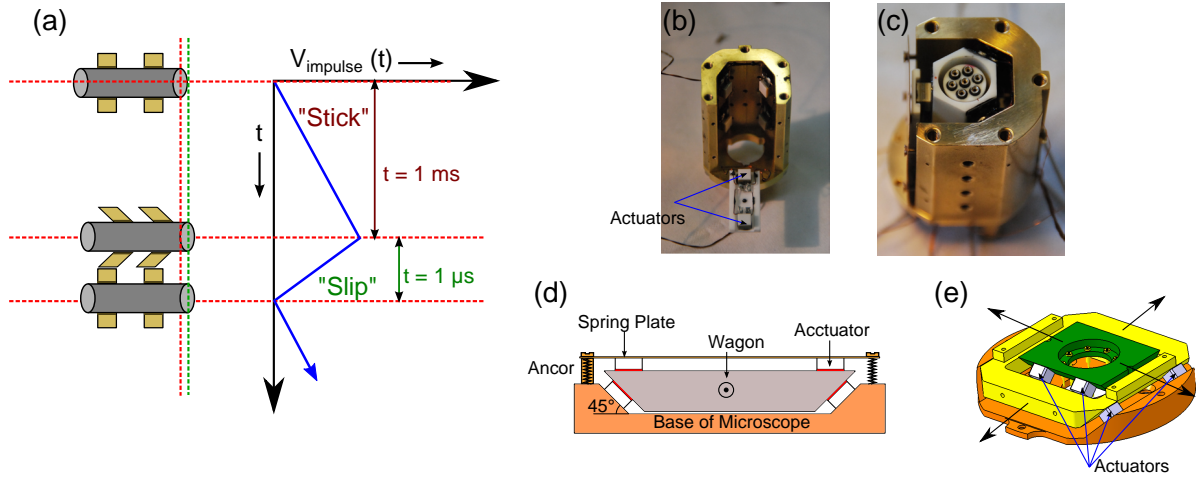 (a)
V_impulse (t)
"Stick"
t
t = 1 ms
"Slip"
t = 1 µs
(b)
Actuators
(c)
(d)
Spring Plate
Acctuator
Wagon
Ancor
45°
Base of Microscope
(e)
Actuators